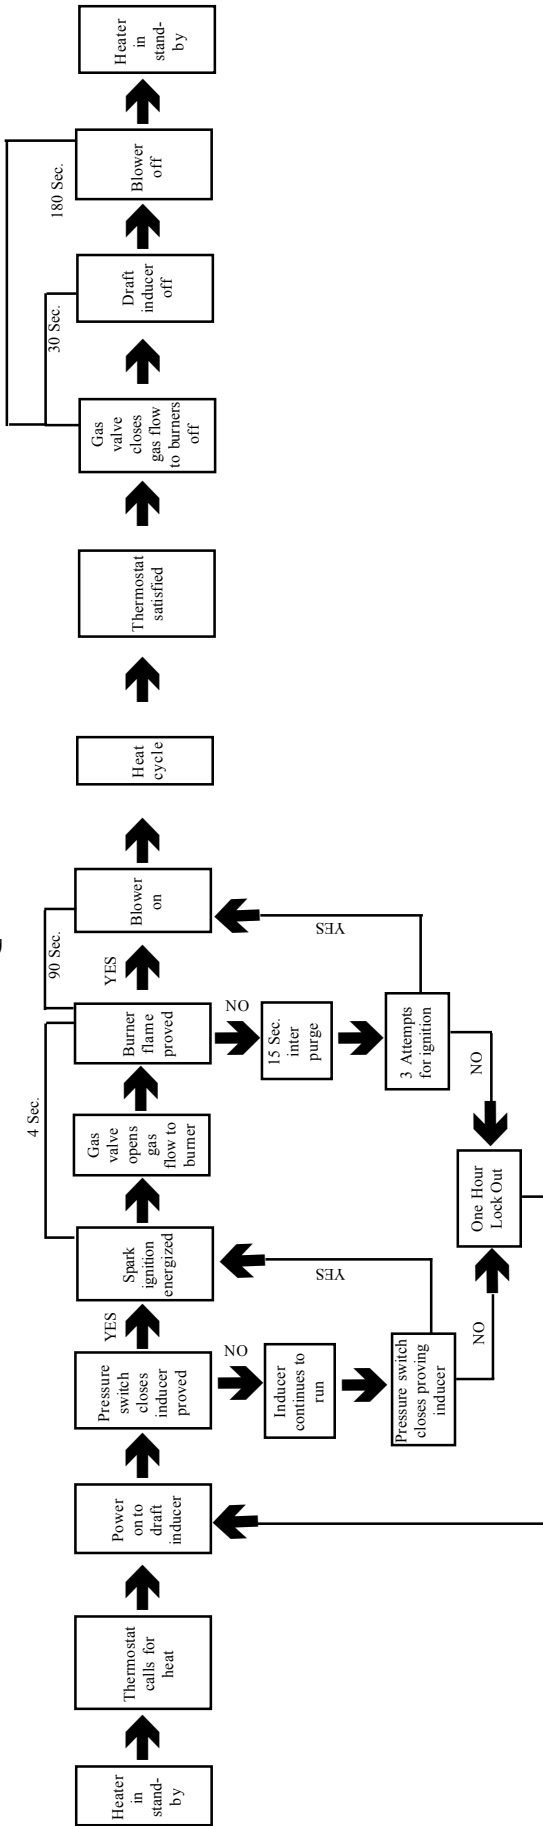 Heater
in
stand-
by
Thermostat
calls for
heat
Power
on to
draft
inducer
Pressure
switch
closes
inducer
proved
YES
NO
Inducer
continues to
run
Pressure switch
closes proving
inducer
YES
NO
Spark
ignition
energized
4 Sec.
Gas
valve
opens
gas
flow to
burner
Burner
flame
proved
YES
NO
15 Sec.
inter
purge
3 Attempts
for ignition
YES
NO
One Hour
Lock Out
90 Sec.
Blower
on
Heat
cycle
Thermostat
satisfied
Gas
valve
closes
gas flow
to burners
off
30 Sec.
Draft
inducer
off
180 Sec.
Blower
off
Heater
in
stand-
by